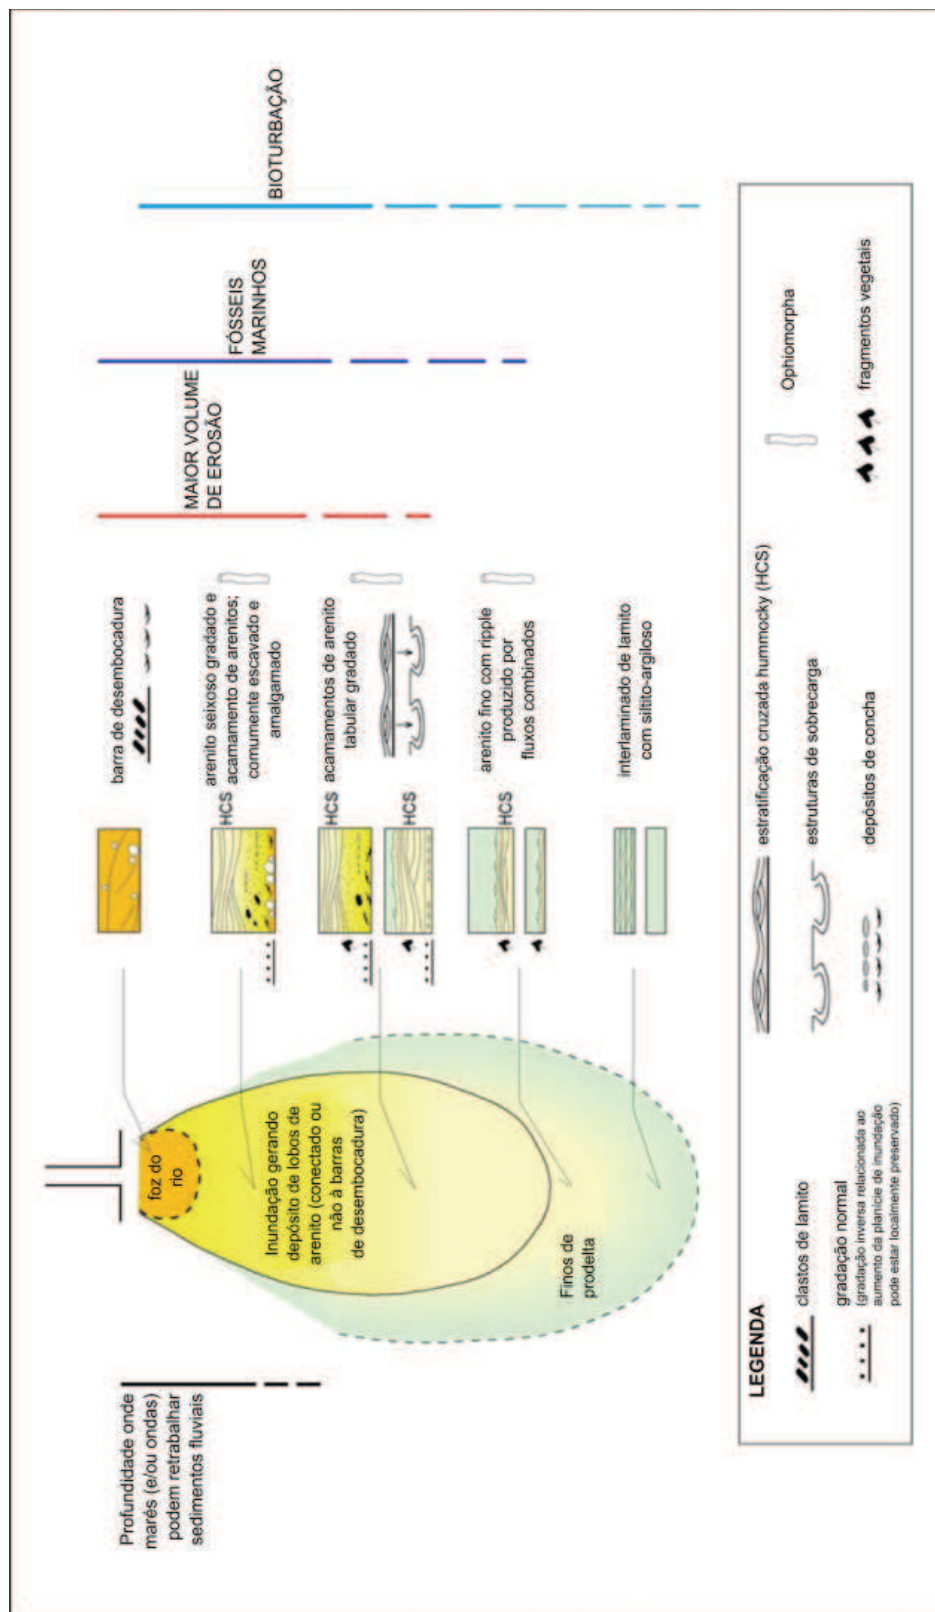 Profundidade onde
marés (e/ou ondas)
podem retrabalhar
sedimentos fluviais
foz do
rio
Inundação gerando
depósito de lobos de
arenito (conectado ou
não à barras
de desembocadura)
Finos de
prodelta
barra de desembocadura
HCS
arenito seixoso gradado e
acamamento de arenitos;
comumente escavado e
amalgamado
HCS
HCS
acamamentos de arenito
tabular gradado
HCS
arenito fino com ripple
produzido por
fluxos combinados
interlaminado de lamito
com siltito-argiloso
MAIOR VOLUME
DE EROSÃO
FÓSSEIS
MARINHOS
BIOTURBAÇÃO
LEGENDA
clastos de lamito
gradação normal
(gradação inversa relacionada ao
aumento da planície de inundação
pode estar localmente preservado)
estratificação cruzada hummocky (HCS)
estruturas de sobrecarga
depósitos de concha
Ophiomorpha
fragmentos vegetais